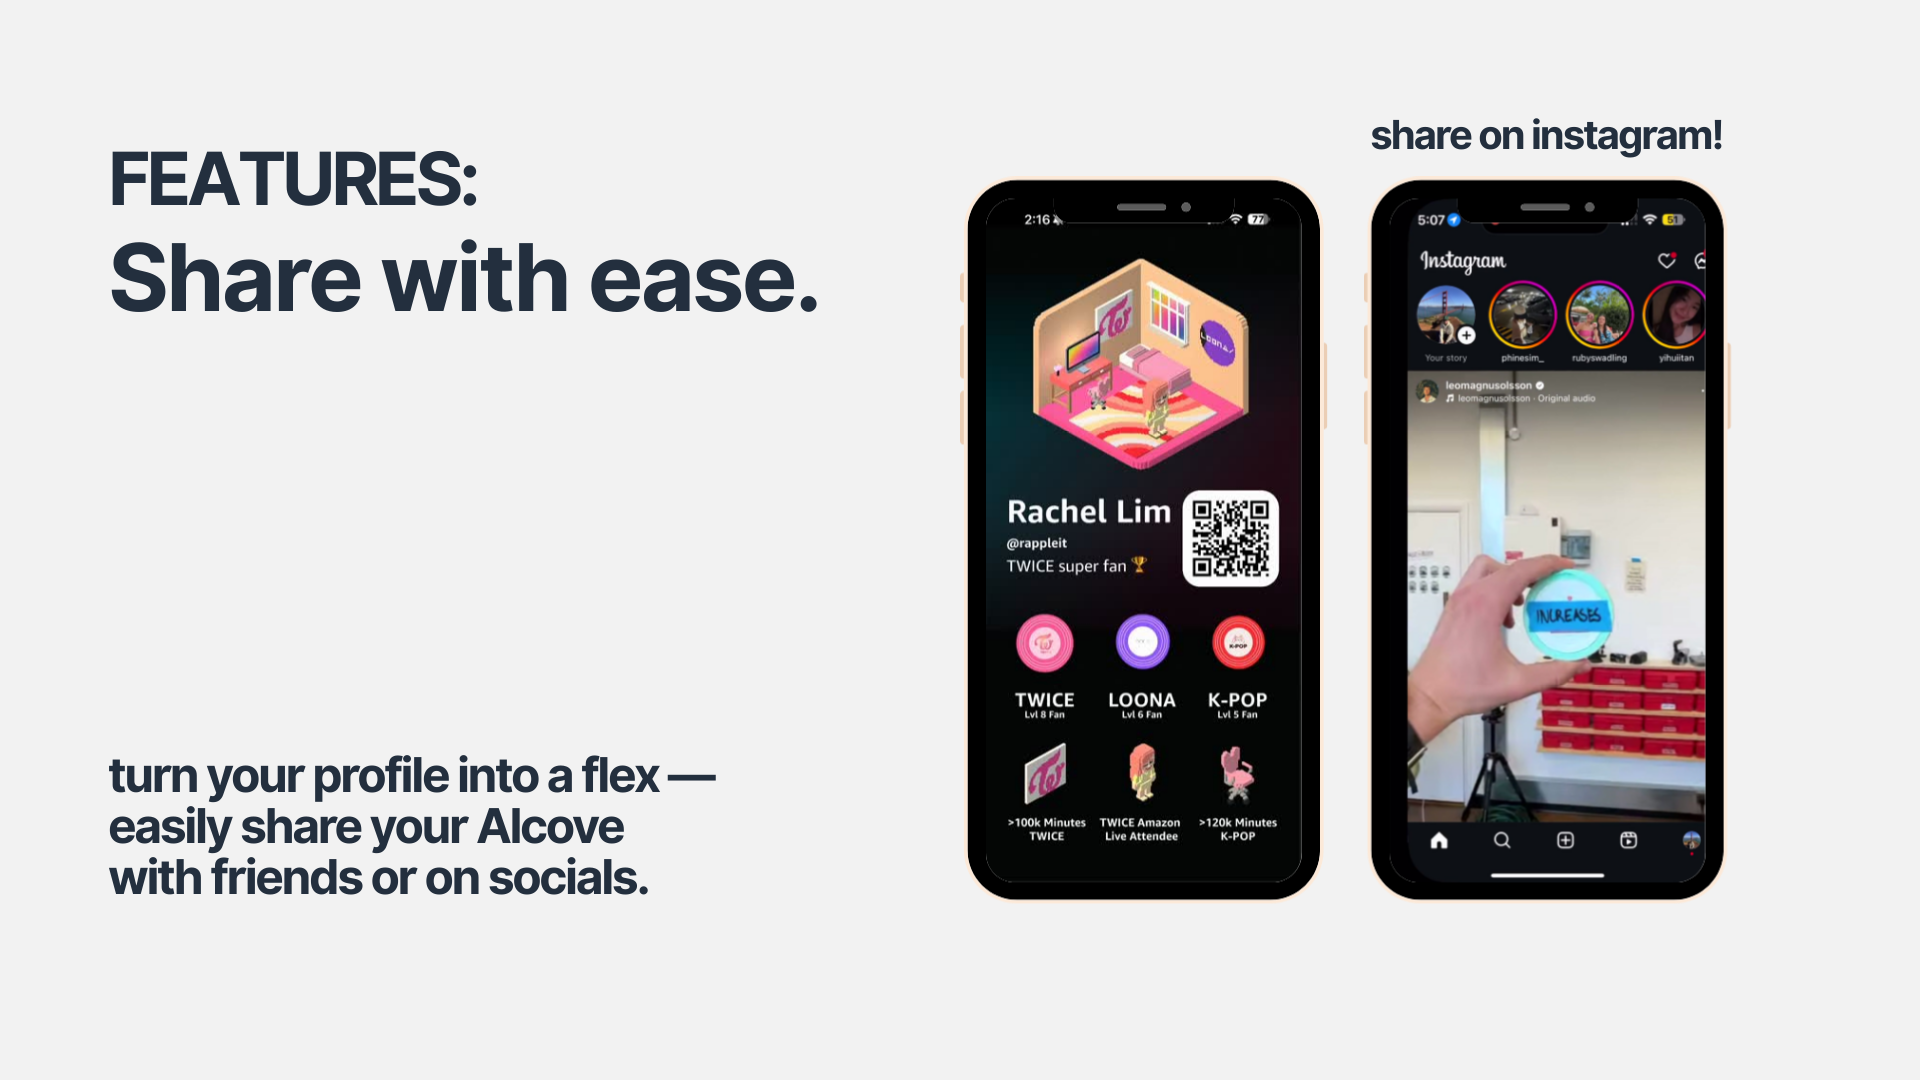 FEATURES:
Share with ease.
turn your profile into a flex —
easily share your Alcove
with friends or on socials.
2:16
77
Rachel Lim
@rappleit
TWICE super fan 🏆
K-POP
TWICE
Lvl 8 Fan
LOONA
Lvl 6 Fan
K-POP
Lvl 5 Fan
>100k Minutes
TWICE
TWICE Amazon
Live Attendee
>120k Minutes
K-POP
share on instagram!
5:07
51
Instagram
Your story
phinesim_
rubyswadling
yihuiitan
leomagnusolsson
leomagnusolsson · Original audio
INCREASES